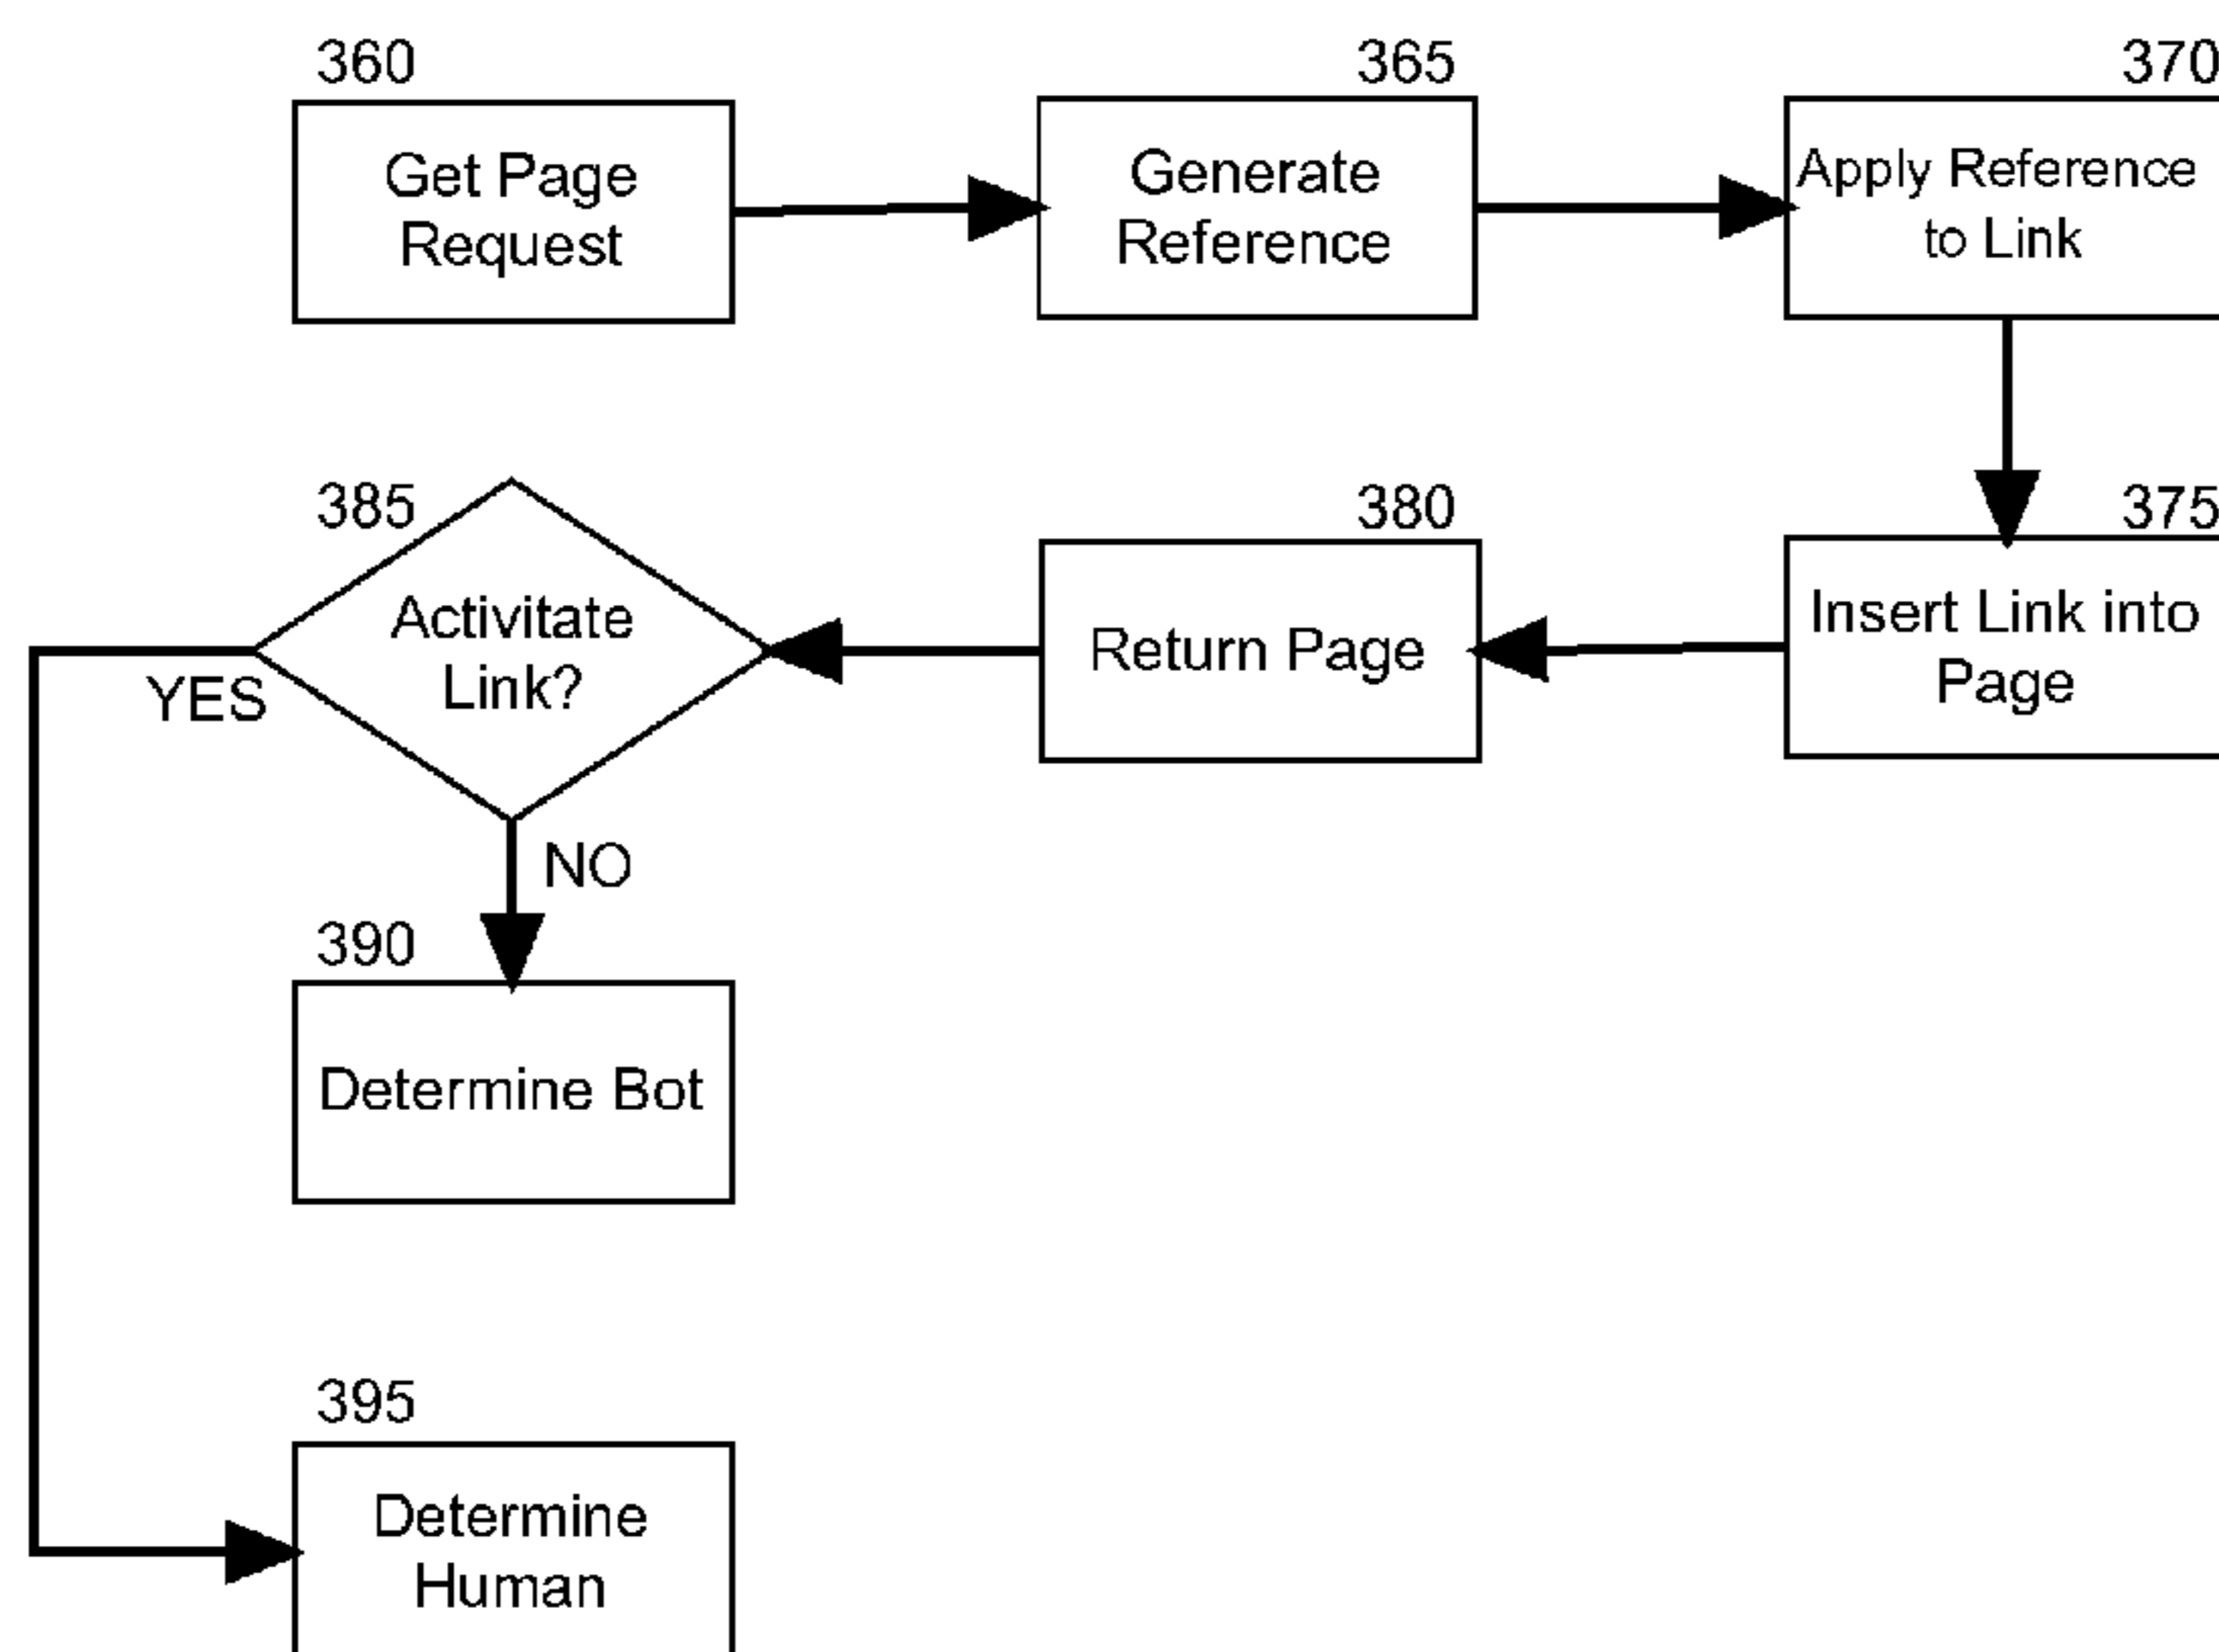 360
Get Page
Request
365
Generate
Reference
370
Apply Reference
to Link
375
Insert Link into
Page
380
Return Page
385
Activitate
Link?
YES
NO
390
Determine Bot
395
Determine
Human